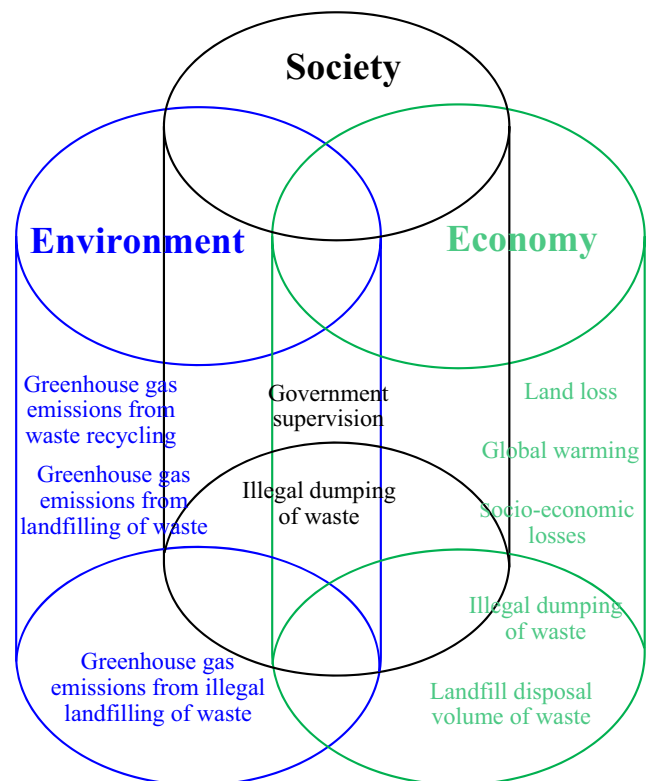 Society
Environment
Economy
Greenhouse gas
emissions from
waste recycling
Greenhouse gas
emissions from
landfilling of waste
Greenhouse gas
emissions from illegal
landfilling of waste
Government
supervision
Illegal dumping
of waste
Land loss
Global warming
Socio-economic
losses
Illegal dumping
of waste
Landfill disposal
volume of waste